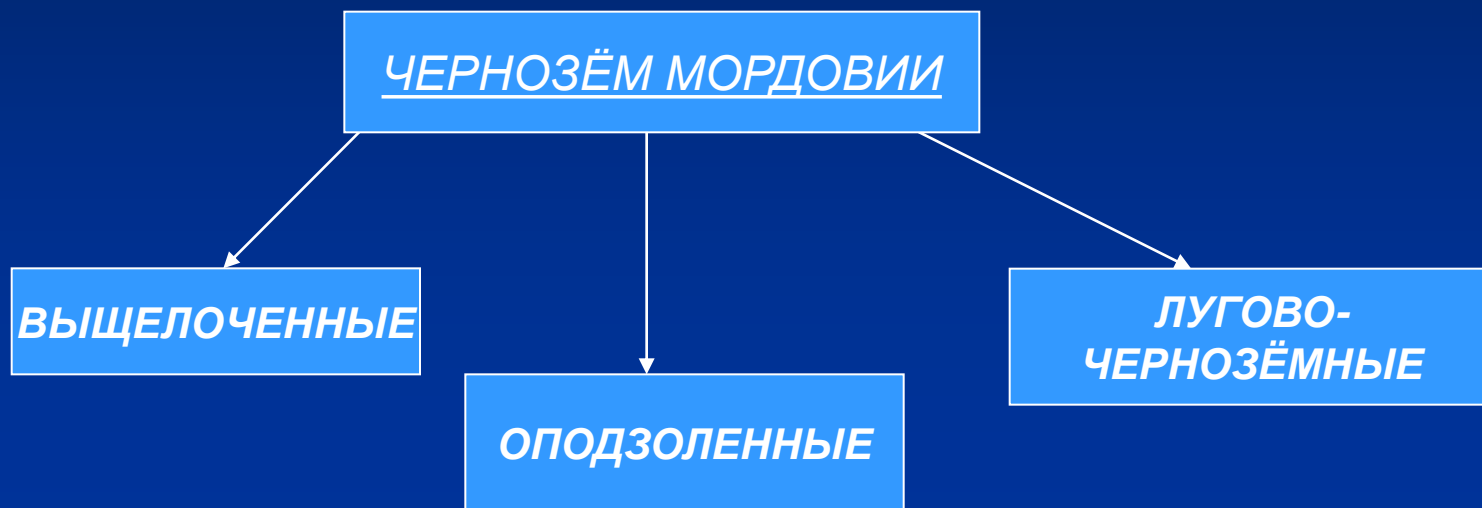 ЧЕРНОЗЁМ МОРДОВИИ
ВЫЩЕЛОЧЕННЫЕ
ОПОДЗОЛЕННЫЕ
ЛУГОВО-
ЧЕРНОЗЁМНЫЕ